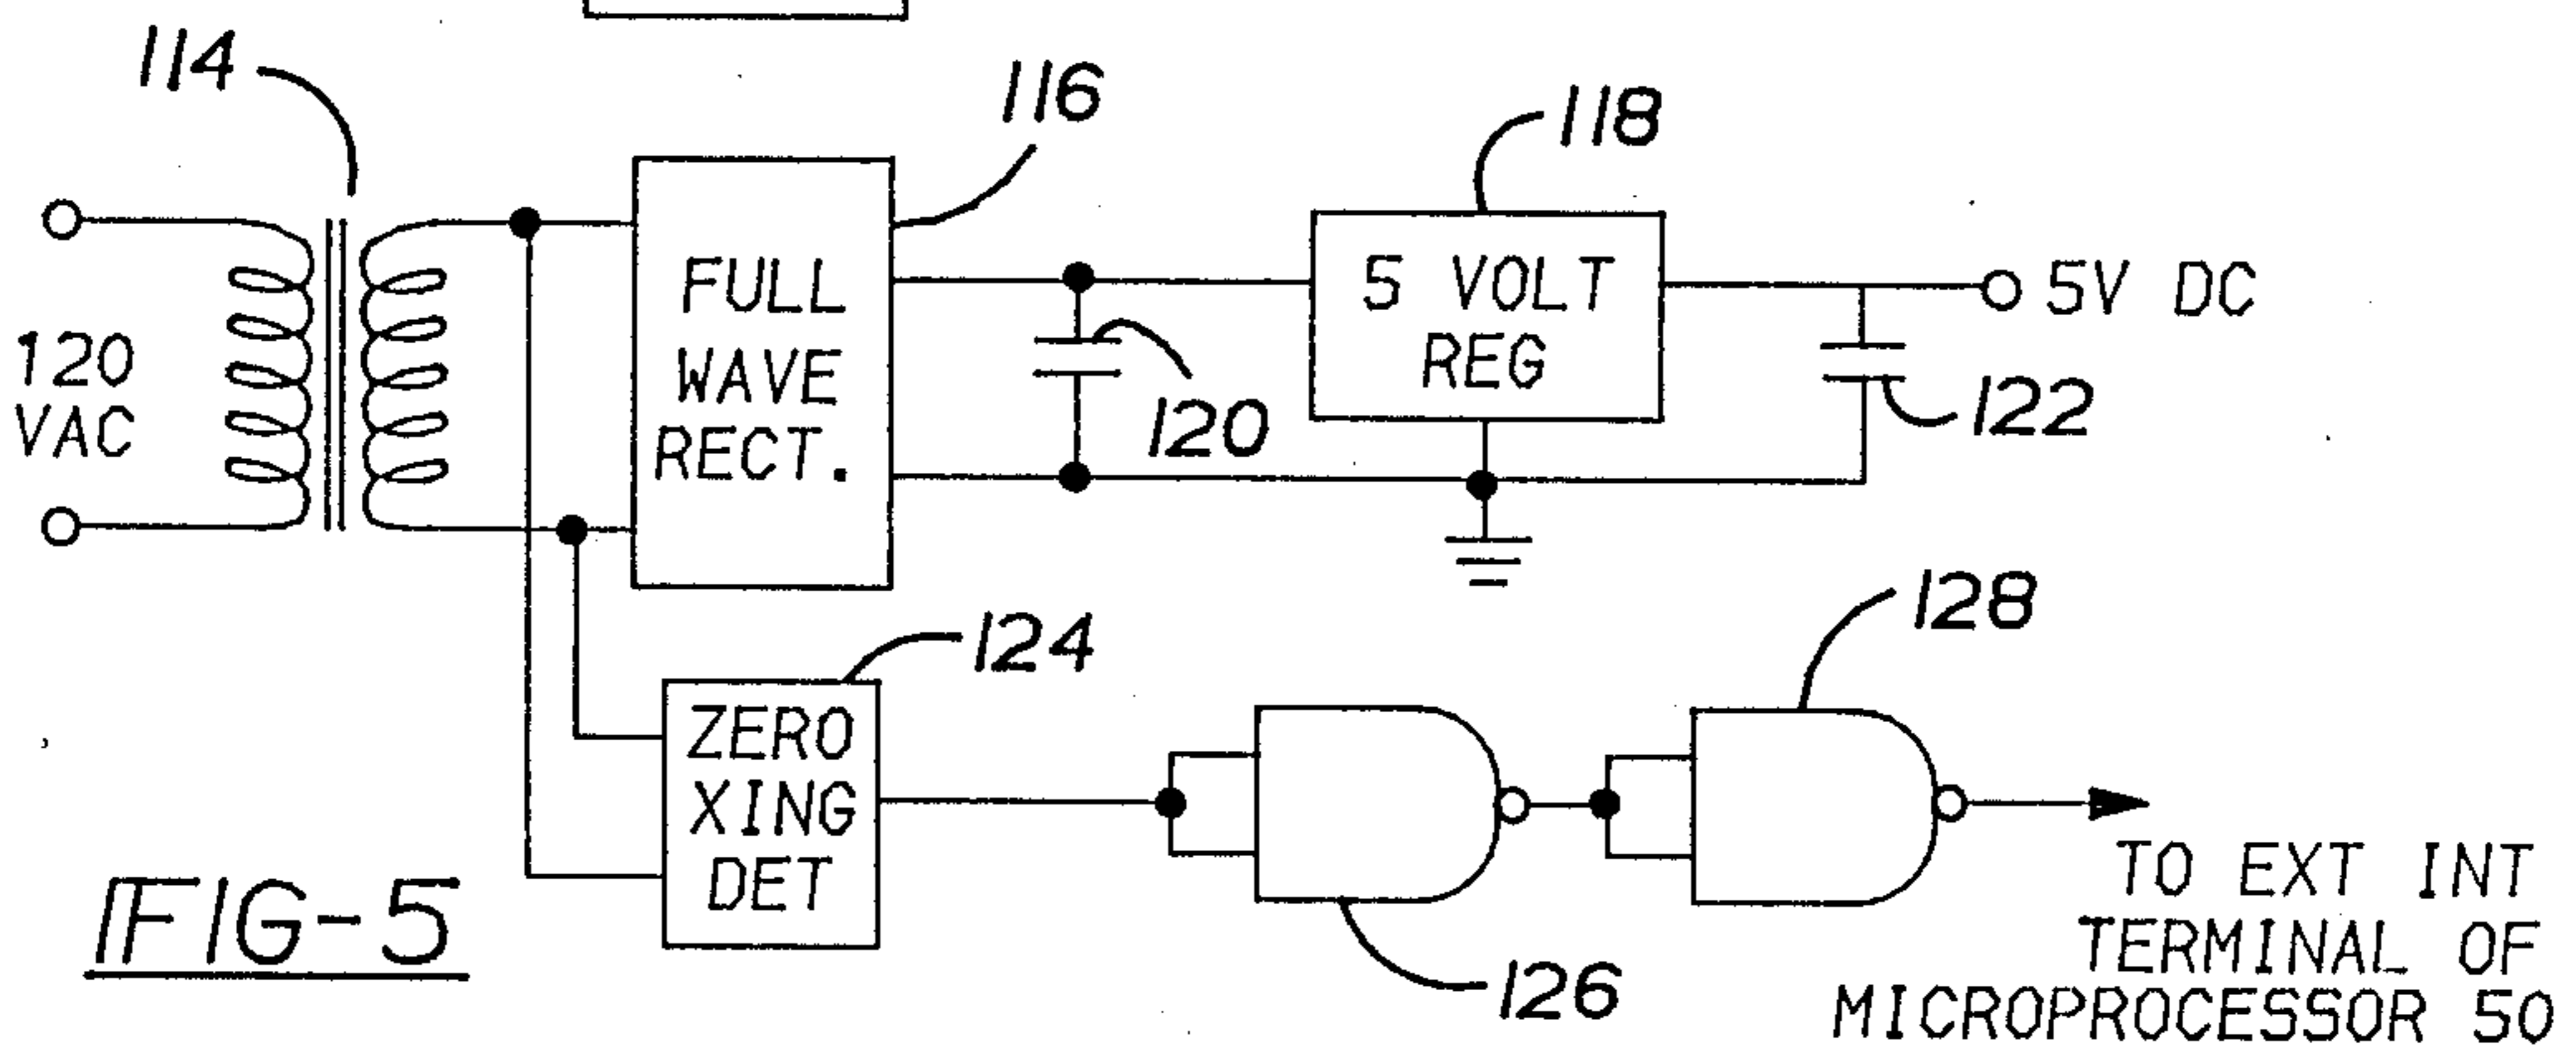 114
116
118
120
VAC
FULL
WAVE
RECT.
120
5 VOLT
REG
5V DC
122
124
128
ZERO
XING
DET
126
FIG-5
TO EXT INT
TERMINAL OF
MICROPROCESSOR 50